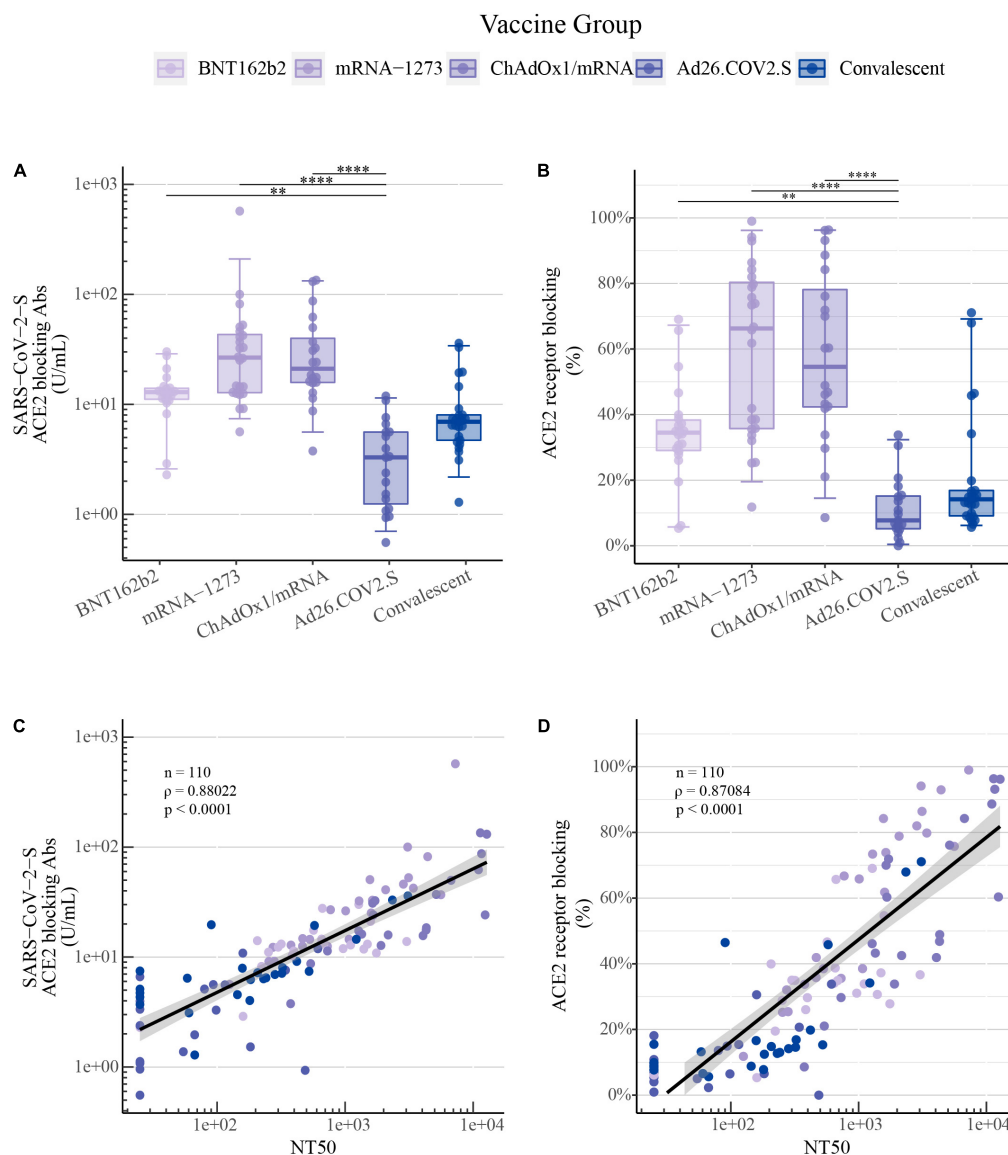 Vaccine Group
BNT162b2 mRNA−1273 ChAdOx1/mRNA Ad26.COV2.S Convalescent
A
SARS−CoV−2−S
ACE2 blocking Abs
(U/mL)
1e+03
1e+02
1e+01
1e+00
****
****
**
BNT162b2
mRNA−1273
ChAdOx1/mRNA
Ad26.COV2.S
Convalescent
B
ACE2 receptor blocking
(%)
100%
80%
60%
40%
20%
0%
****
****
**
BNT162b2
mRNA−1273
ChAdOx1/mRNA
Ad26.COV2.S
Convalescent
C
SARS−CoV−2−S
ACE2 blocking Abs
(U/mL)
1e+03
1e+02
1e+01
1e+00
n = 110
ρ = 0.88022
p < 0.0001
1e+02 1e+03 1e+04
NT50
D
ACE2 receptor blocking
(%)
100%
80%
60%
40%
20%
0%
n = 110
ρ = 0.87084
p < 0.0001
1e+02 1e+03 1e+04
NT50